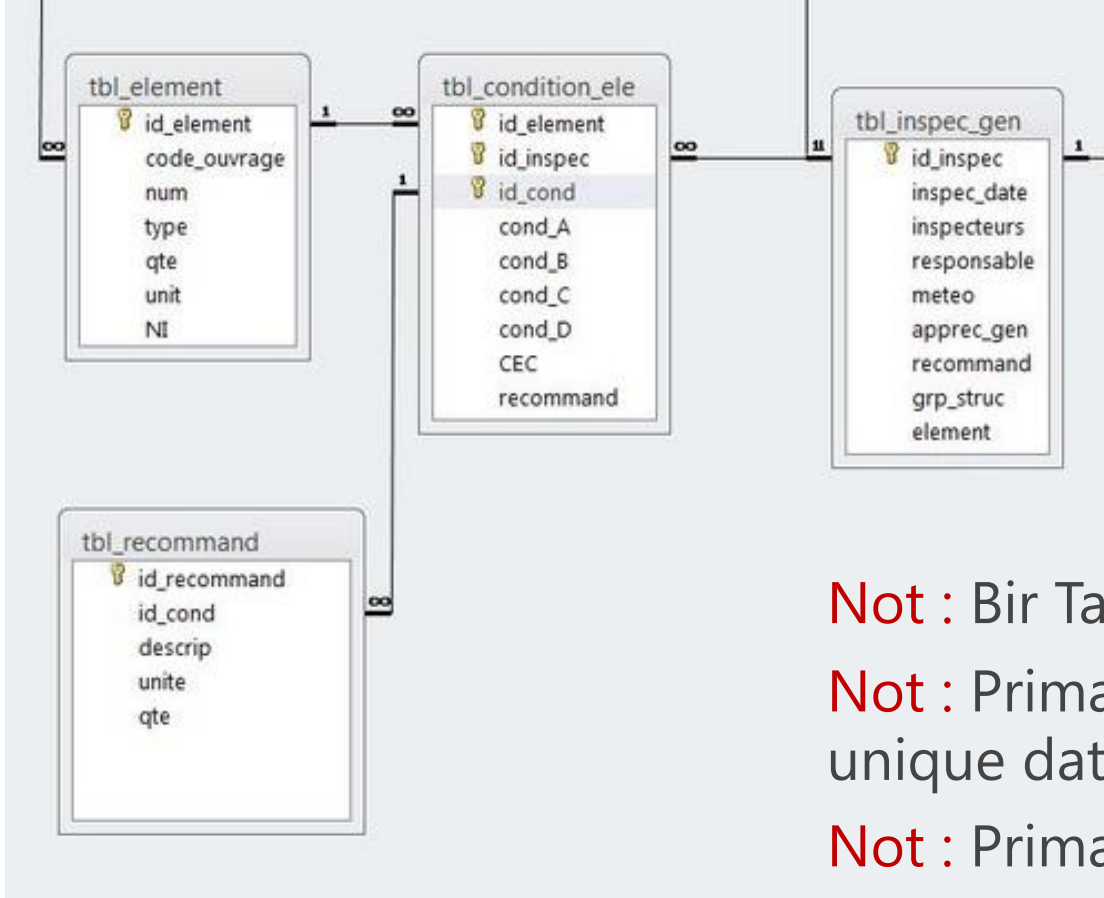 tbl_element
id_element
code_ouvrage
num
type
qte
unit
NI
1
∞
∞
tbl_condition_ele
id_element
id_inspec
id_cond
cond_A
cond_B
cond_C
cond_D
CEC
recommand
1
∞
tbl_inspec_gen
id_inspec
inspec_date
inspecteurs
responsable
meteo
apprec_gen
recommand
grp_struc
element
11
1
tbl_recommand
id_recommand
id_cond
descrip
unite
qte
∞
Not : Bir Ta
Not : Prima
unique dat
Not : Prima